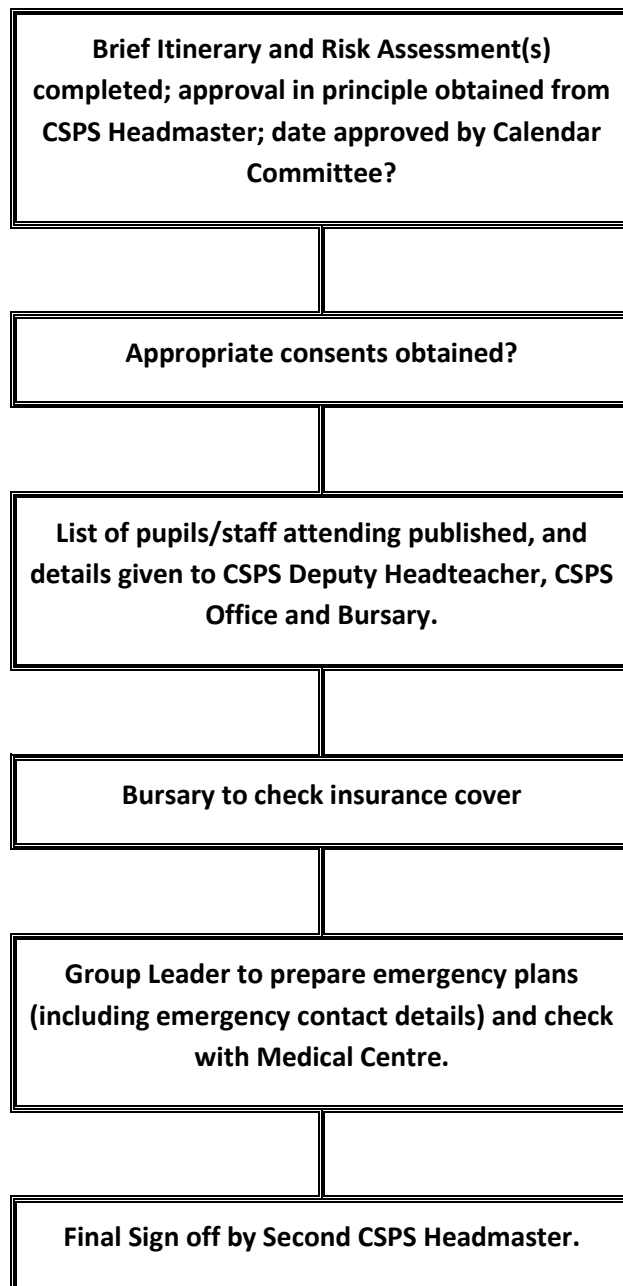 Brief Itinerary and Risk Assessment(s)
completed; approval in principle obtained from
CSPS Headmaster; date approved by Calendar
Committee?
Appropriate consents obtained?
List of pupils/staff attending published, and
details given to CSPS Deputy Headteacher, CSPS
Office and Bursary.
Bursary to check insurance cover
Group Leader to prepare emergency plans
(including emergency contact details) and check
with Medical Centre.
Final Sign off by Second CSPS Headmaster.